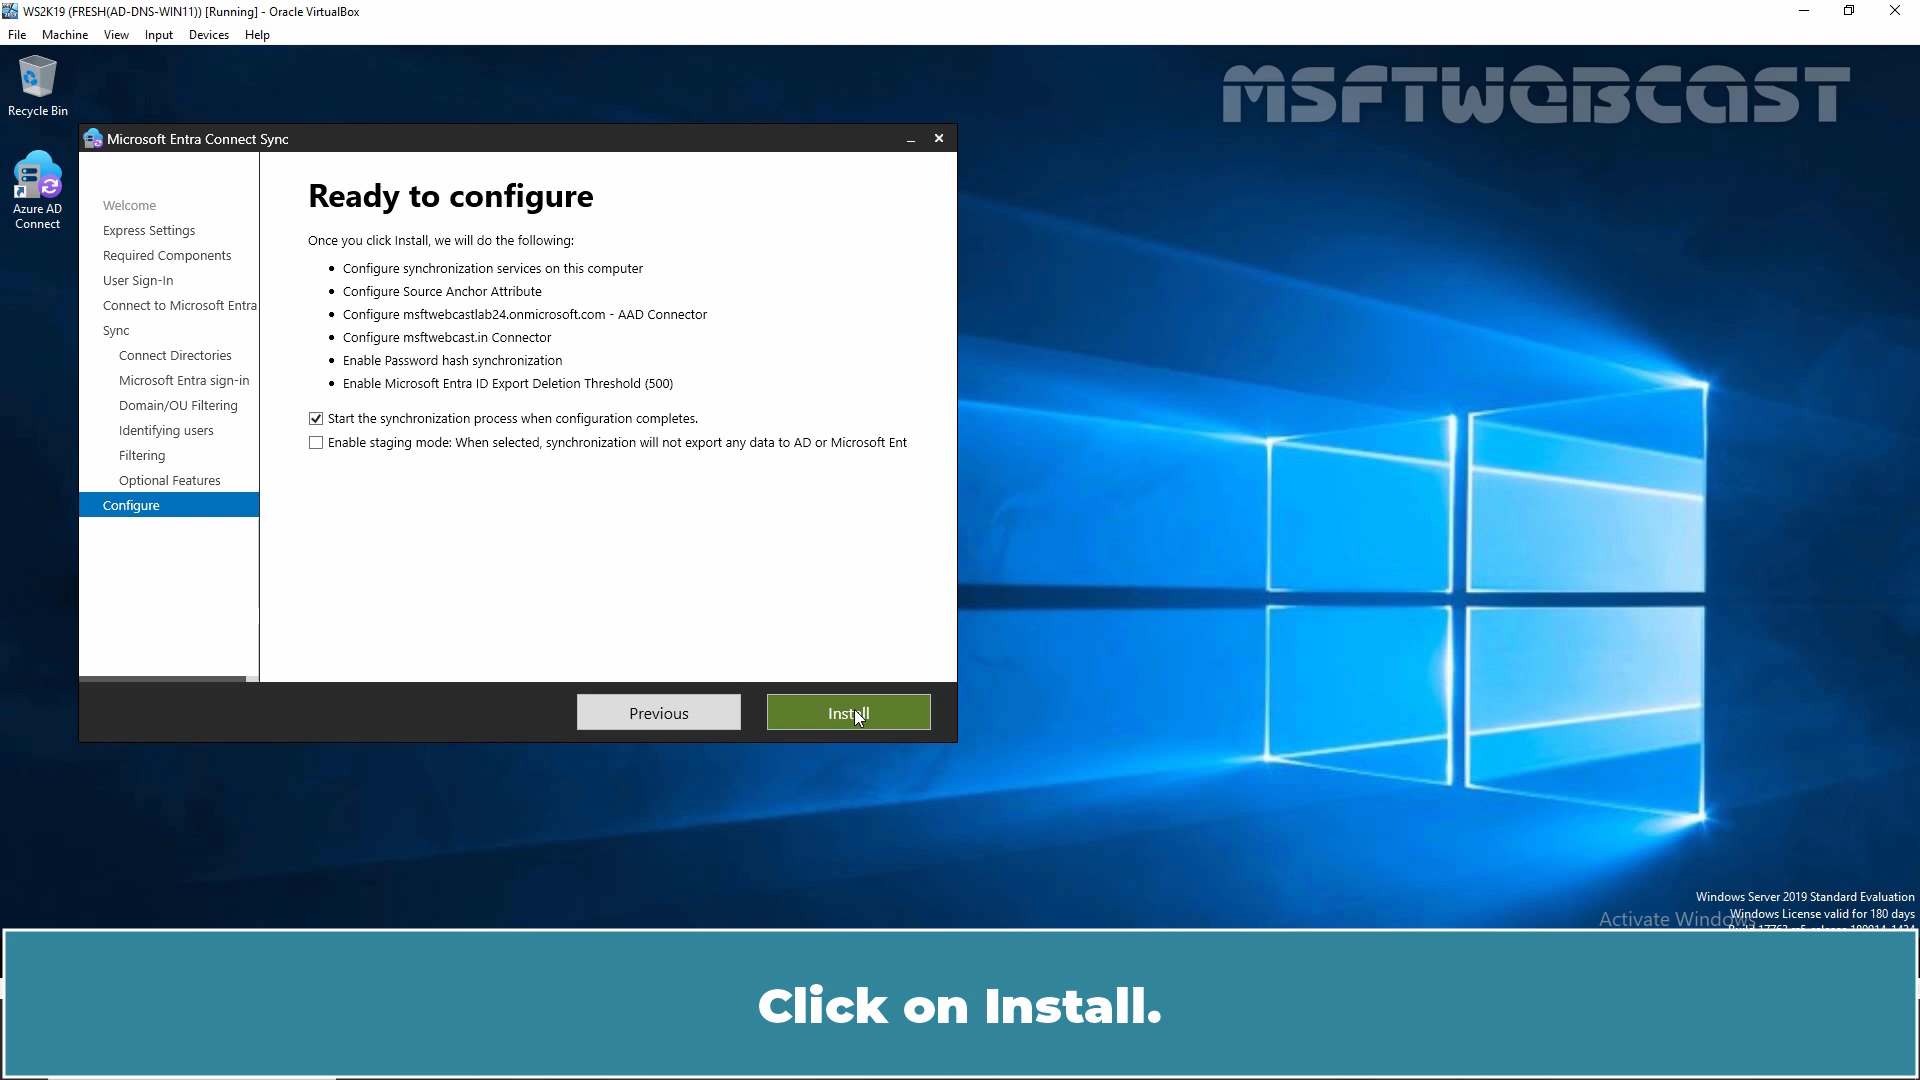 WS2K19 (FRESH(AD-DNS-WIN11)) [Running] - Oracle VirtualBox
File Machine View Input Devices Help
MSFTWEBCAST
Recycle Bin
Azure AD
Connect
Microsoft Entra Connect Sync
Welcome
Express Settings
Required Components
User Sign-In
Connect to Microsoft Entra
Sync
Connect Directories
Microsoft Entra sign-in
Domain/OU Filtering
Identifying users
Filtering
Optional Features
Configure
Ready to configure
Once you click Install, we will do the following:
• Configure synchronization services on this computer
• Configure Source Anchor Attribute
• Configure msftwebcastlab24.onmicrosoft.com - AAD Connector
• Configure msftwebcast.in Connector
• Enable Password hash synchronization
• Enable Microsoft Entra ID Export Deletion Threshold (500)
Start the synchronization process when configuration completes.
Enable staging mode: When selected, synchronization will not export any data to AD or Microsoft Ent
Previous
Install
Windows Server 2019 Standard Evaluation
Activate Windows
Windows License valid for 180 days
Click on Install.